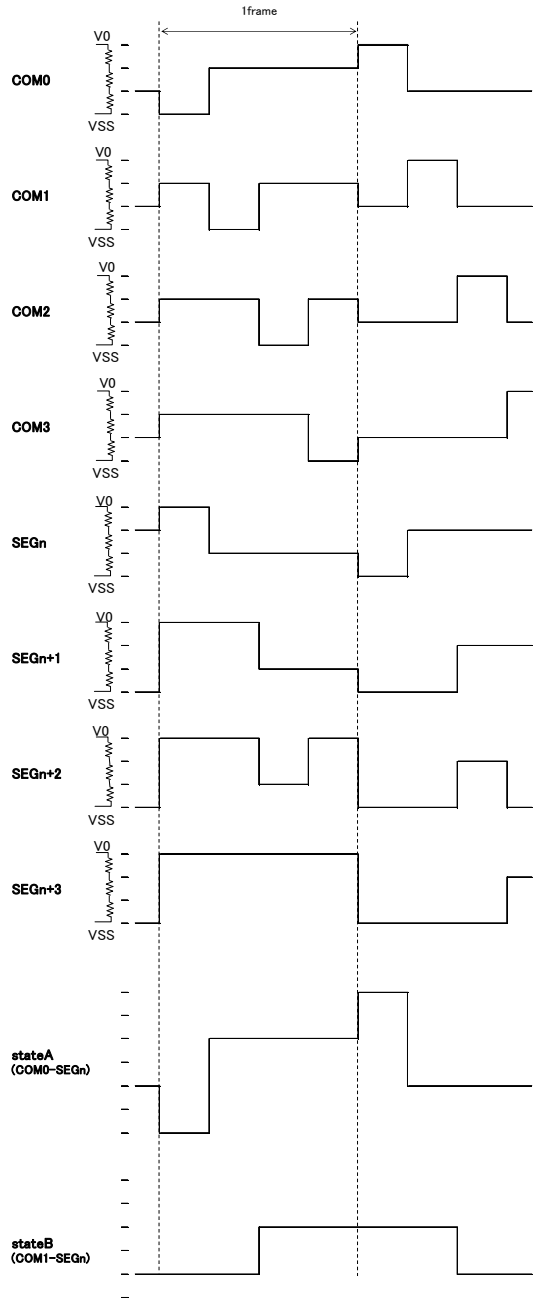 1frame
V0
COM0
VSS
V0
COM1
VSS
V0
COM2
VSS
V0
COM3
VSS
V0
SEGn
VSS
V0
SEGn+1
VSS
V0
SEGn+2
VSS
V0
SEGn+3
VSS
stateA
(COM0-SEGn)
stateB
(COM1-SEGn)